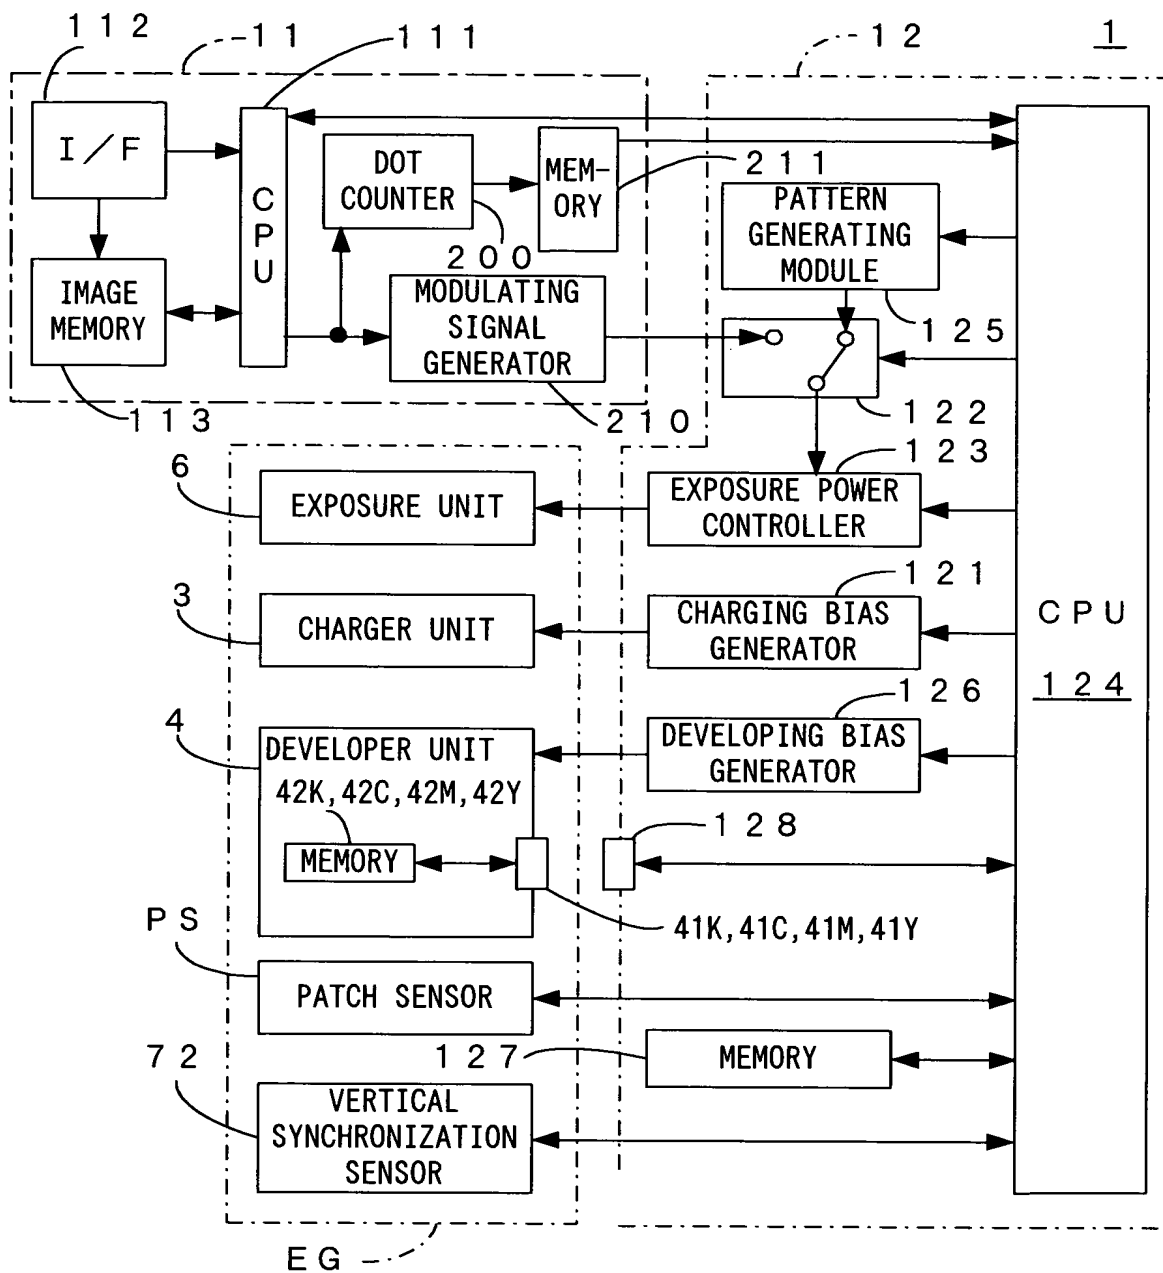 112
11
111
12
1
I/F
CPU
DOT
COUNTER
MEM-
ORY
211
200
PATTERN
GENERATING
MODULE
IMAGE
MEMORY
MODULATING
SIGNAL
GENERATOR
125
113
210
122
123
6
EXPOSURE UNIT
EXPOSURE POWER
CONTROLLER
121
3
CHARGER UNIT
CHARGING BIAS
GENERATOR
CPU
124
126
4
DEVELOPER UNIT
42K, 42C, 42M, 42Y
DEVELOPING BIAS
GENERATOR
128
MEMORY
41K, 41C, 41M, 41Y
PS
PATCH SENSOR
72
127
MEMORY
VERTICAL
SYNCHRONIZATION
SENSOR
EG